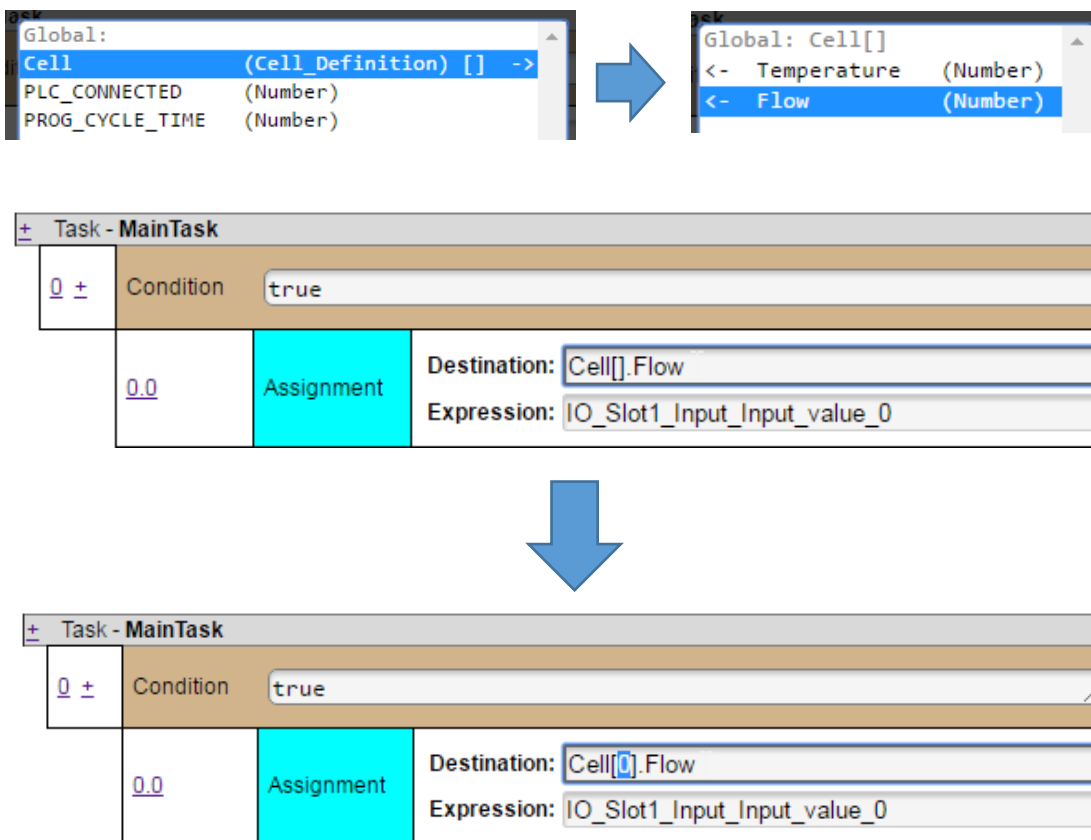 Global:
Cell (Cell_Definition) [] ->
PLC_CONNECTED (Number)
PROG_CYCLE_TIME (Number)
Global: Cell[]
<- Temperature (Number)
<- Flow (Number)
+ Task - MainTask
0 + Condition true
0.0 Assignment
Destination: Cell[].Flow
Expression: IO_Slot1_Input_Input_value_0
+ Task - MainTask
0 + Condition true
0.0 Assignment
Destination: Cell[0].Flow
Expression: IO_Slot1_Input_Input_value_0